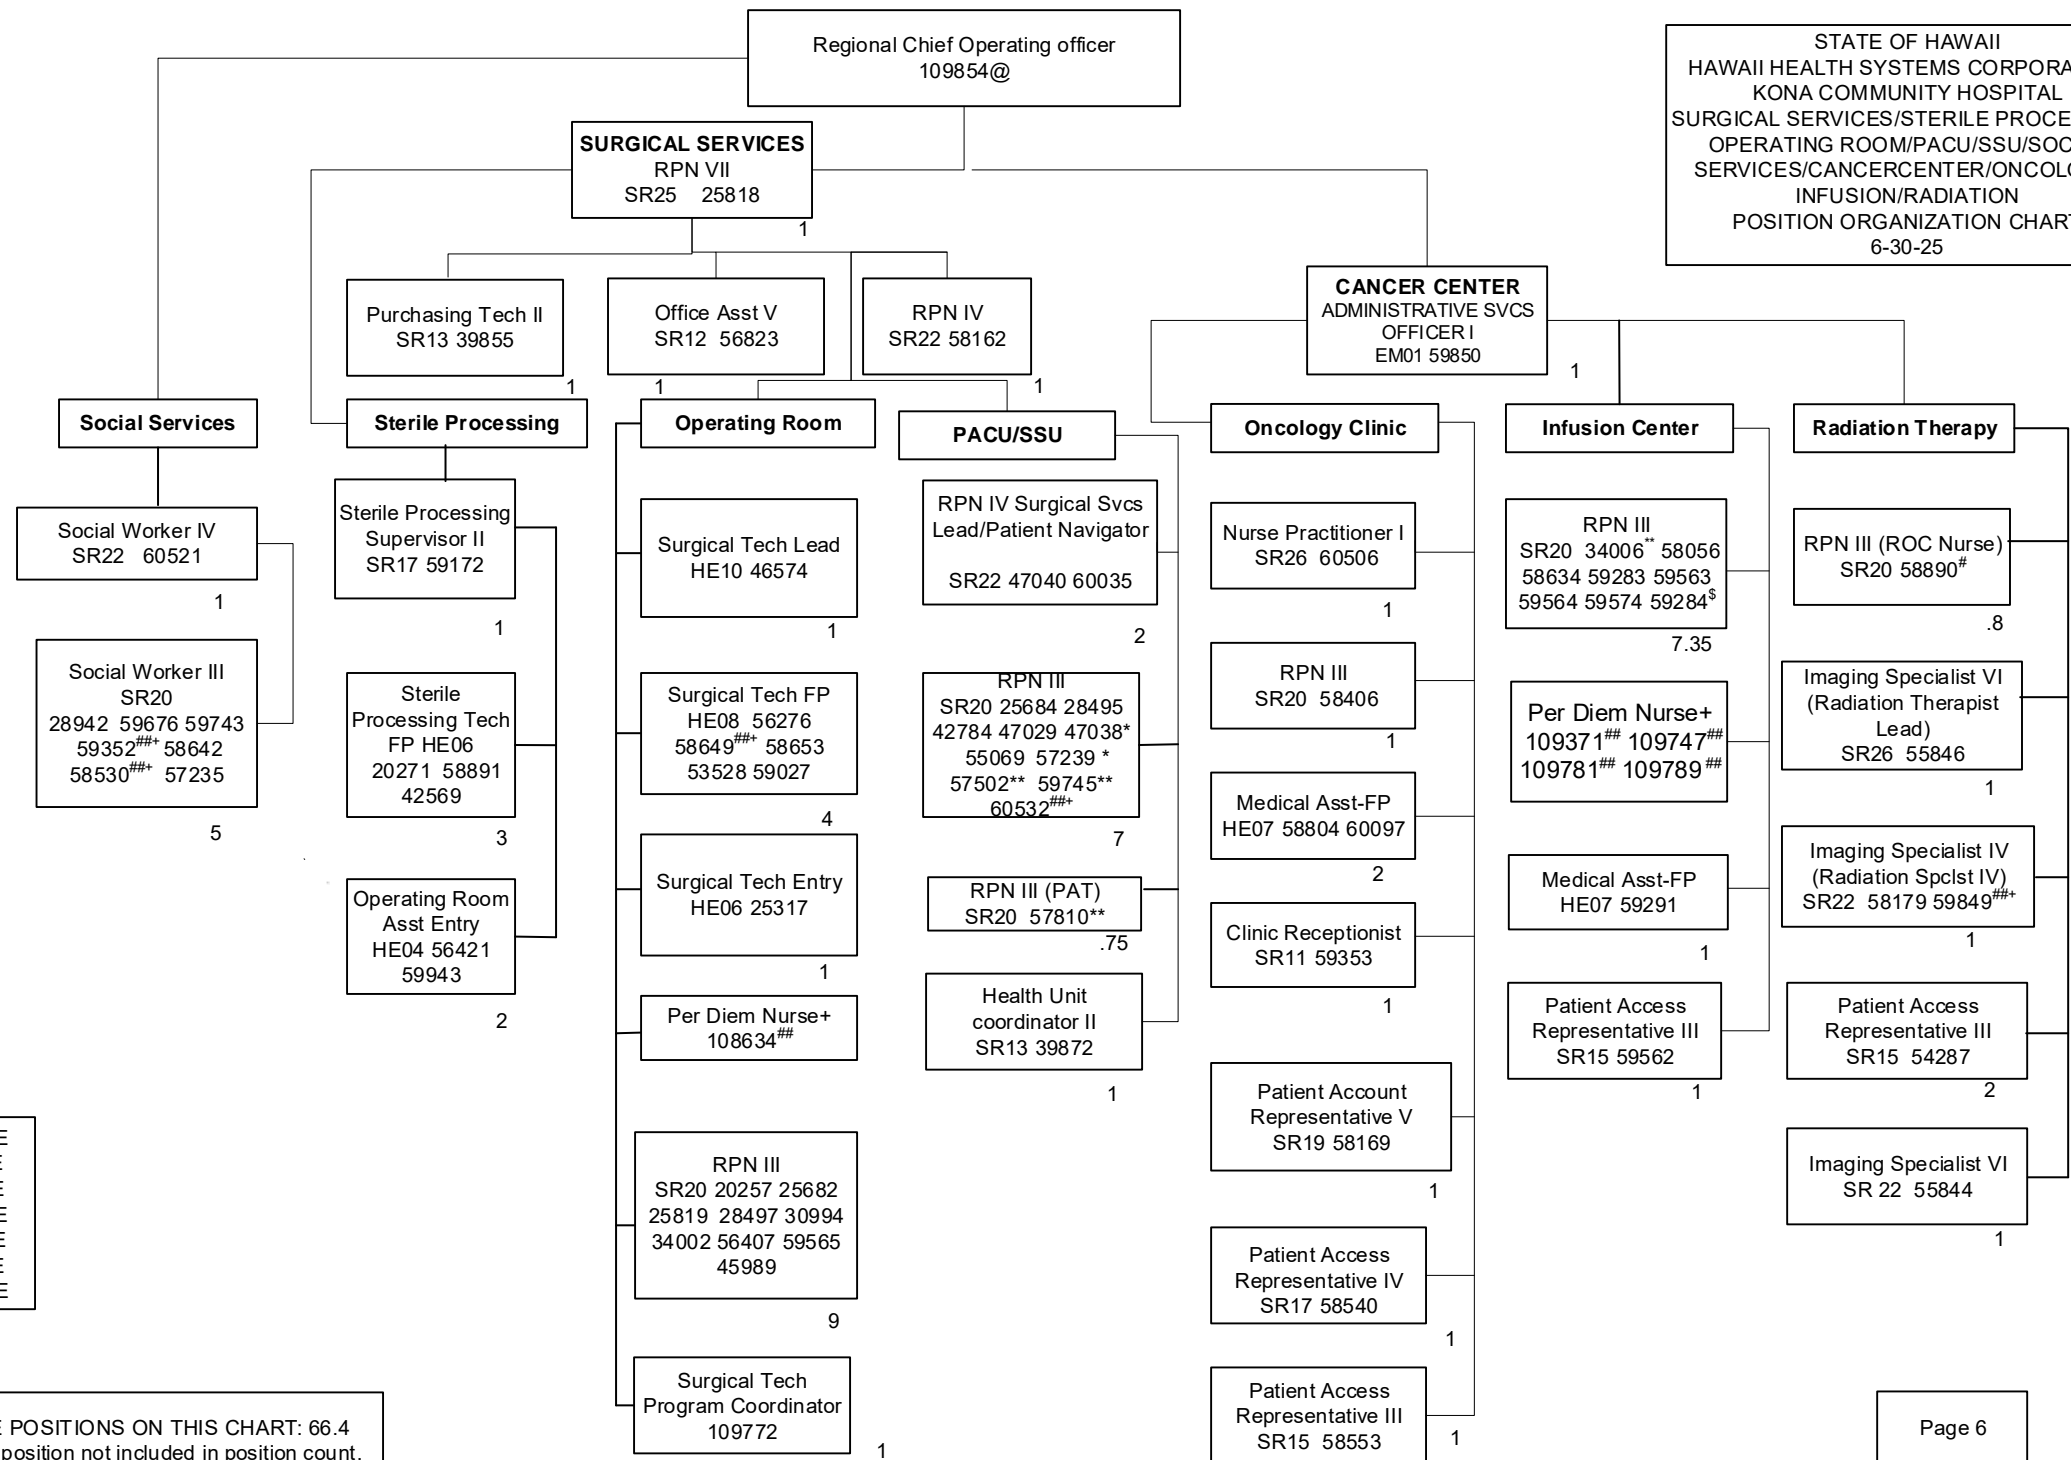 Regional Chief Operating officer
109854@
STATE OF HAWAII
HAWAII HEALTH SYSTEMS
KONA COMMUNITY HOSPITAL
SURGICAL SERVICES/STERILE
OPERATING ROOM/PACU/SSU/
SERVICES/CANCERCENTER/
INFUSION/RADIATION
POSITION ORGANIZATION CHART
6-30-25
SURGICAL SERVICES
RPN VII
SR25 25818
1
Purchasing Tech II
SR13 39855
1
Office Asst V
SR12 56823
1
RPN IV
SR22 58162
1
CANCER CENTER
ADMINISTRATIVE SVCS
OFFICER I
EM01 59850
1
Social Services
Social Worker IV
SR22 60521
1
Social Worker III
SR20
28942 59676 59743
59352##+ 58642
58530##+ 57235
5
Sterile Processing
Sterile Processing
Supervisor II
SR17 59172
1
Sterile
Processing Tech
FP HE06
20271 58891
42569
3
Operating Room
Asst Entry
HE04 56421
59943
2
Operating Room
Surgical Tech Lead
HE10 46574
1
Surgical Tech FP
HE08 56276
58649##+ 58653
53528 59027
4
Surgical Tech Entry
HE06 25317
1
Per Diem Nurse+
108634##
RPN III
SR20 20257 25682
25819 28497 30994
34002 56407 59565
45989
9
Surgical Tech
Program Coordinator
109772
1
PACU/SSU
RPN IV Surgical Svcs
Lead/Patient Navigator
SR22 47040 60035
2
RPN III
SR20 25684 28495
42784 47029 47038*
55069 57239 *
57502** 59745**
60532##+
7
RPN III (PAT)
SR20 57810**
.75
Health Unit
coordinator II
SR13 39872
1
Oncology Clinic
Nurse Practitioner I
SR26 60506
1
RPN III
SR20 58406
1
Medical Asst-FP
HE07 58804 60097
2
Clinic Receptionist
SR11 59353
1
Patient Account
Representative V
SR19 58169
1
Patient Access
Representative IV
SR17 58540
1
Patient Access
Representative III
SR15 58553
1
Infusion Center
RPN III
SR20 34006** 58056
58634 59283 59563
59564 59574 59284$
7.35
Per Diem Nurse+
109371## 109747##
109781## 109789##
Medical Asst-FP
HE07 59291
1
Patient Access
Representative III
SR15 59562
1
Radiation Therapy
RPN III (ROC Nurse)
SR20 58890#
.8
Imaging Specialist VI
(Radiation Therapist
Lead)
SR26 55846
1
Imaging Specialist IV
(Radiation Spclst IV)
SR22 58179 59849##+
1
Patient Access
Representative III
SR15 54287
2
Imaging Specialist VI
SR 22 55844
1
POSITIONS ON THIS CHART: 66.4
position not included in position count.
Page 6